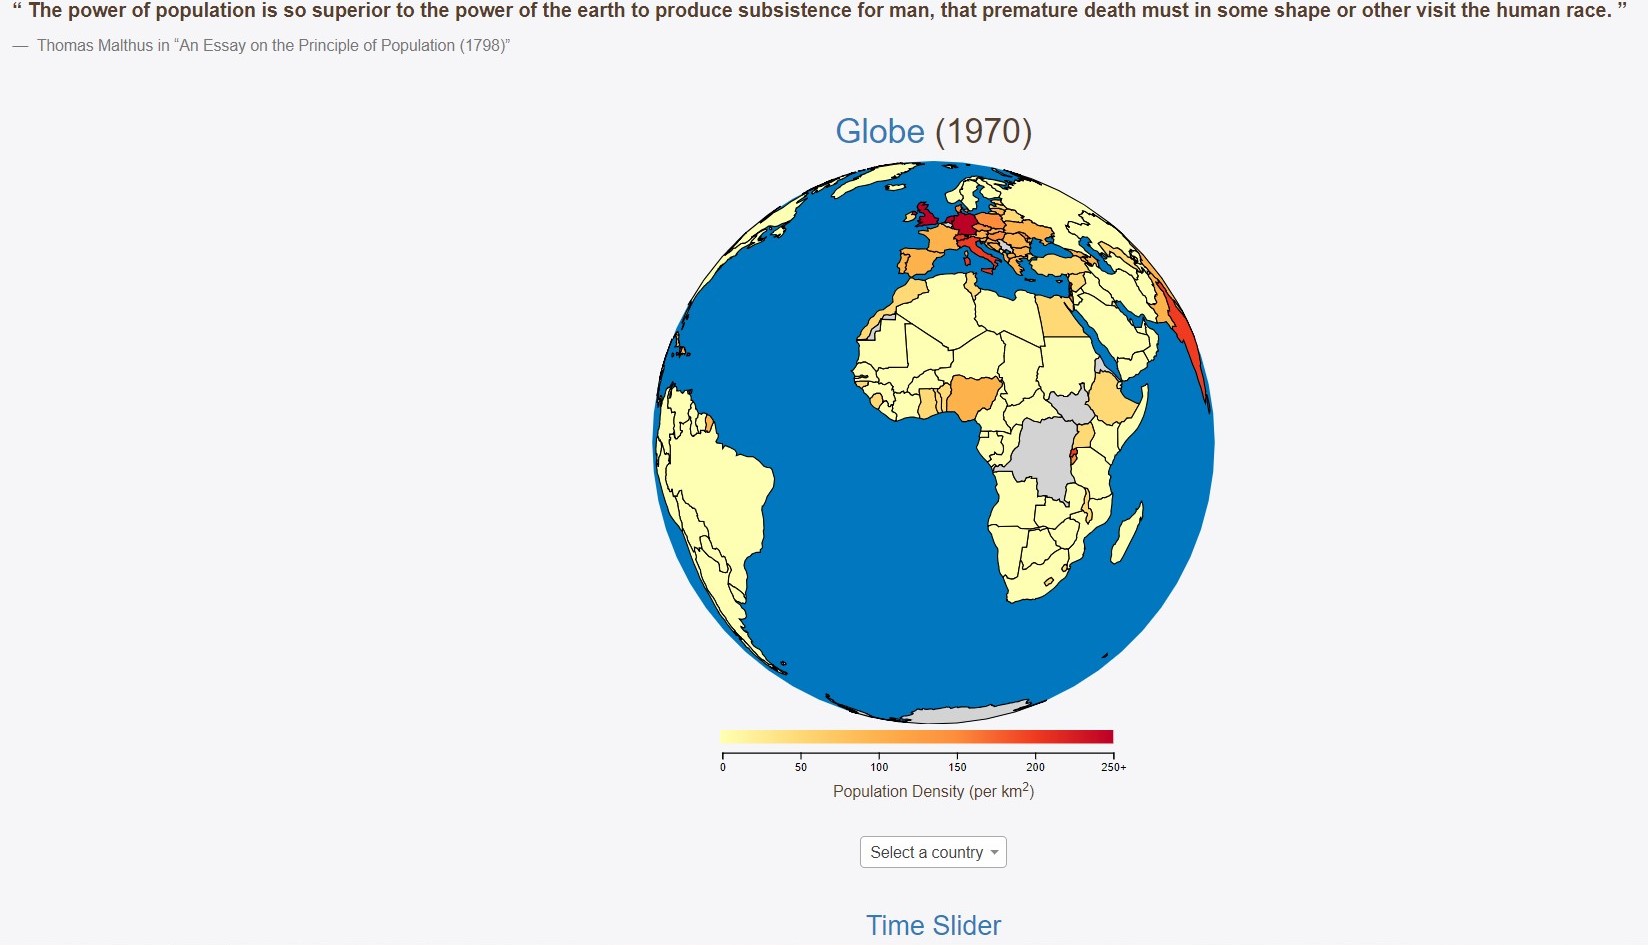 “ The power of population is so superior to the power of the earth to produce subsistence for man, that premature death must in some shape or other visit the human race. ”
— Thomas Malthus in “An Essay on the Principle of Population (1798)”
Globe (1970)
0 50 100 150 200 250+
Population Density (per km²)
Select a country
Time Slider